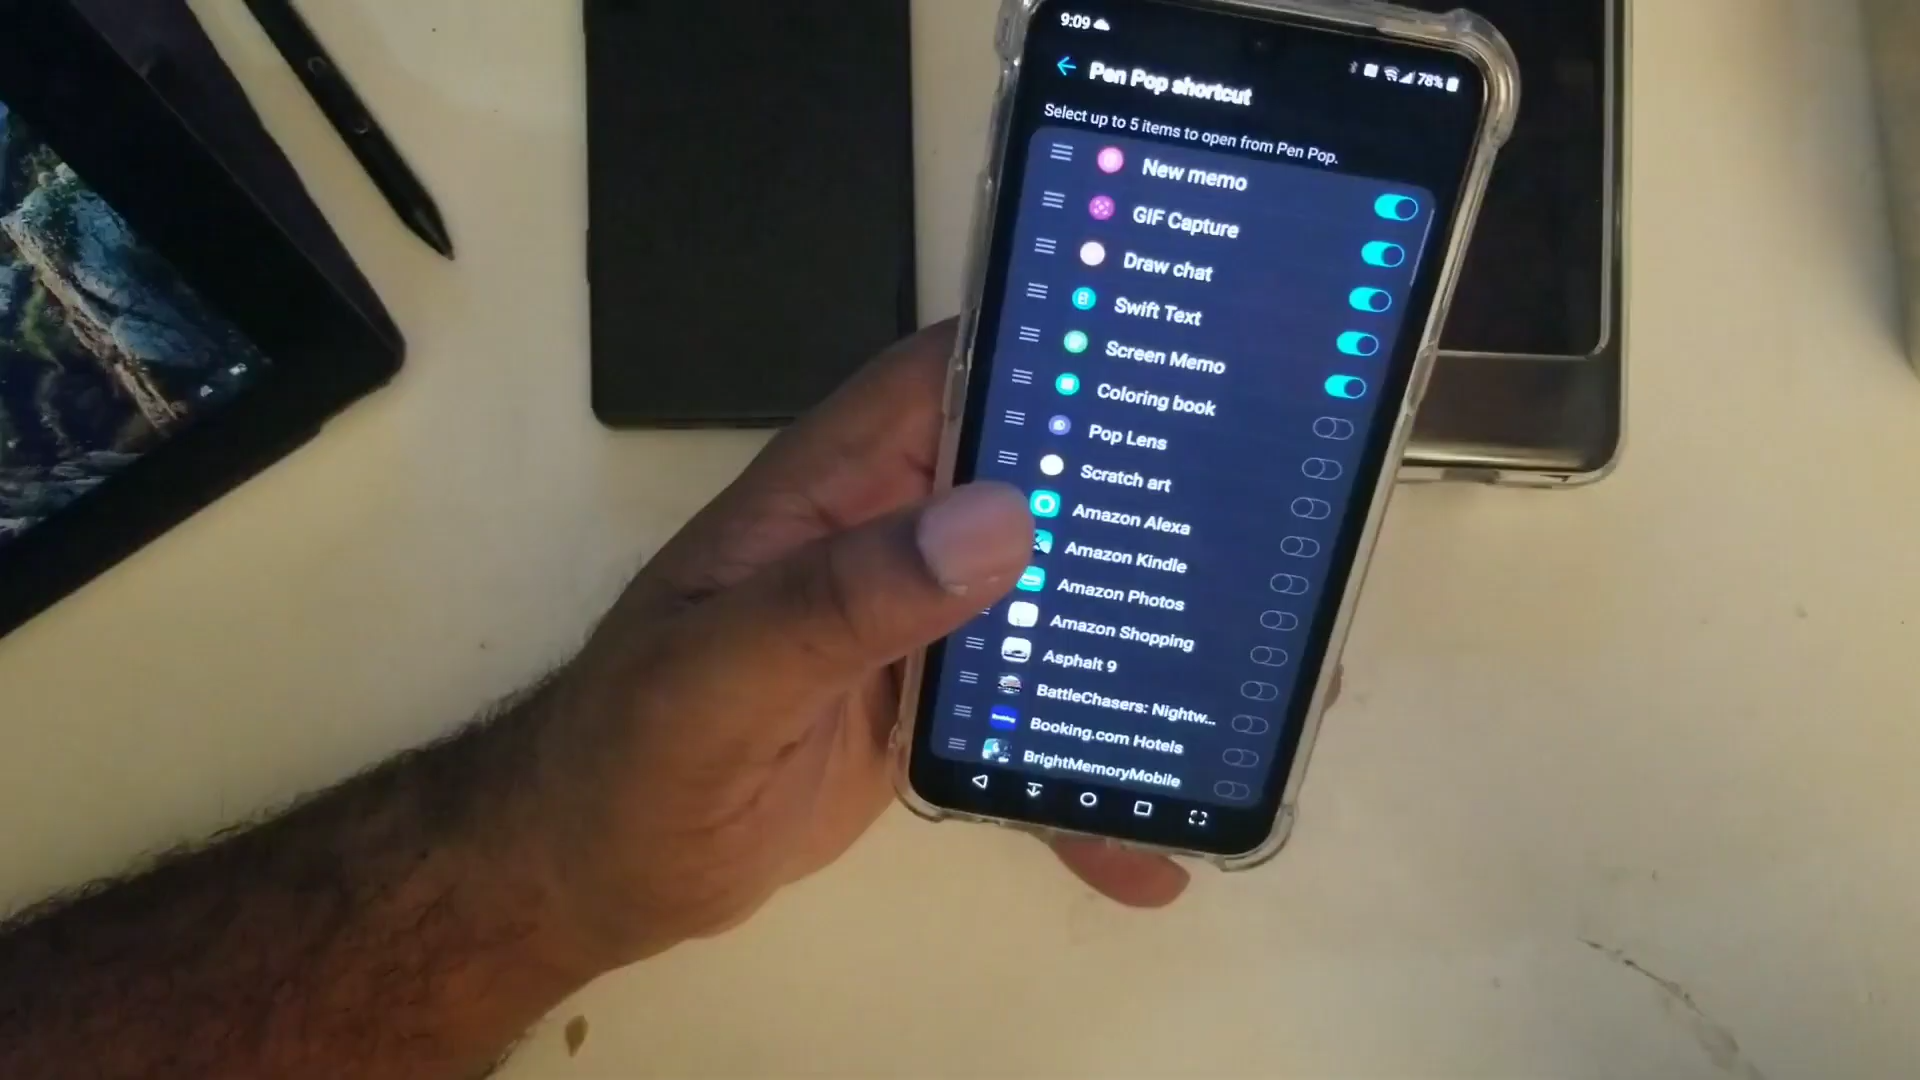 9:09
78%
Pen Pop shortcut
Select up to 5 items to open from Pen Pop.
New memo
GIF Capture
Draw chat
Swift Text
Screen Memo
Coloring book
Pop Lens
Scratch art
Amazon Alexa
Amazon Kindle
Amazon Photos
Amazon Shopping
Asphalt 9
BattleChasers: Nightw...
Booking.com Hotels
BrightMemoryMobile